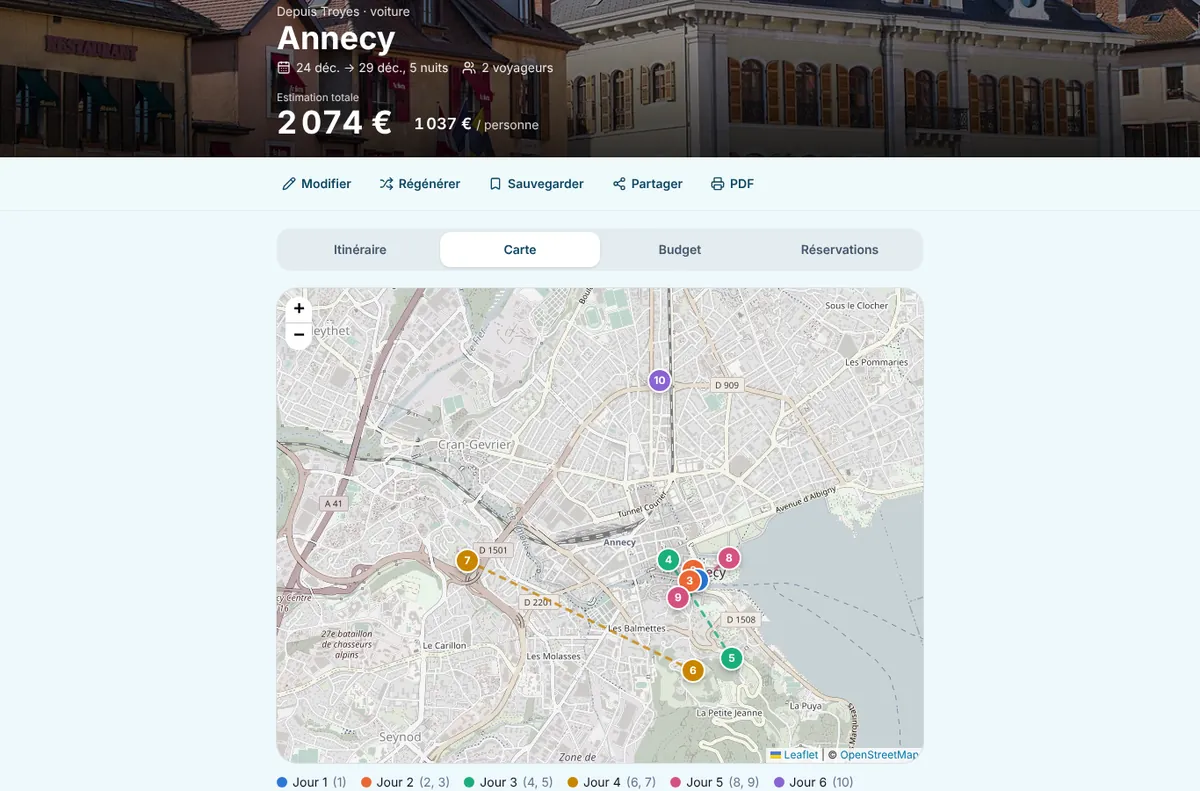 Depuis Troyes · voiture
RESTAURANT
Annecy
24 déc. → 29 déc., 5 nuits 2 voyageurs
Estimation totale
2 074 € 1 037 € / personne
Modifier Régénérer Sauvegarder Partager PDF
Itinéraire Carte Budget Réservations
+
−
Sous le Clocher
Les Pommaries
10
D 909
Cran-Gevrier
A 41
Avenue d'Albigny
Tunnel Courier
Annecy
D 1501
7
4
8
3
9
D 2201
D 1508
27e bataillon
de chasseurs
alpins
Le Carillon
Les Balmettes
Les Molasses
5
6
La Puya
La Petite Jeanne
Seynod
Zone de
Leaflet | © OpenStreetMap
Jour 1 (1) Jour 2 (2, 3) Jour 3 (4, 5) Jour 4 (6, 7) Jour 5 (8, 9) Jour 6 (10)